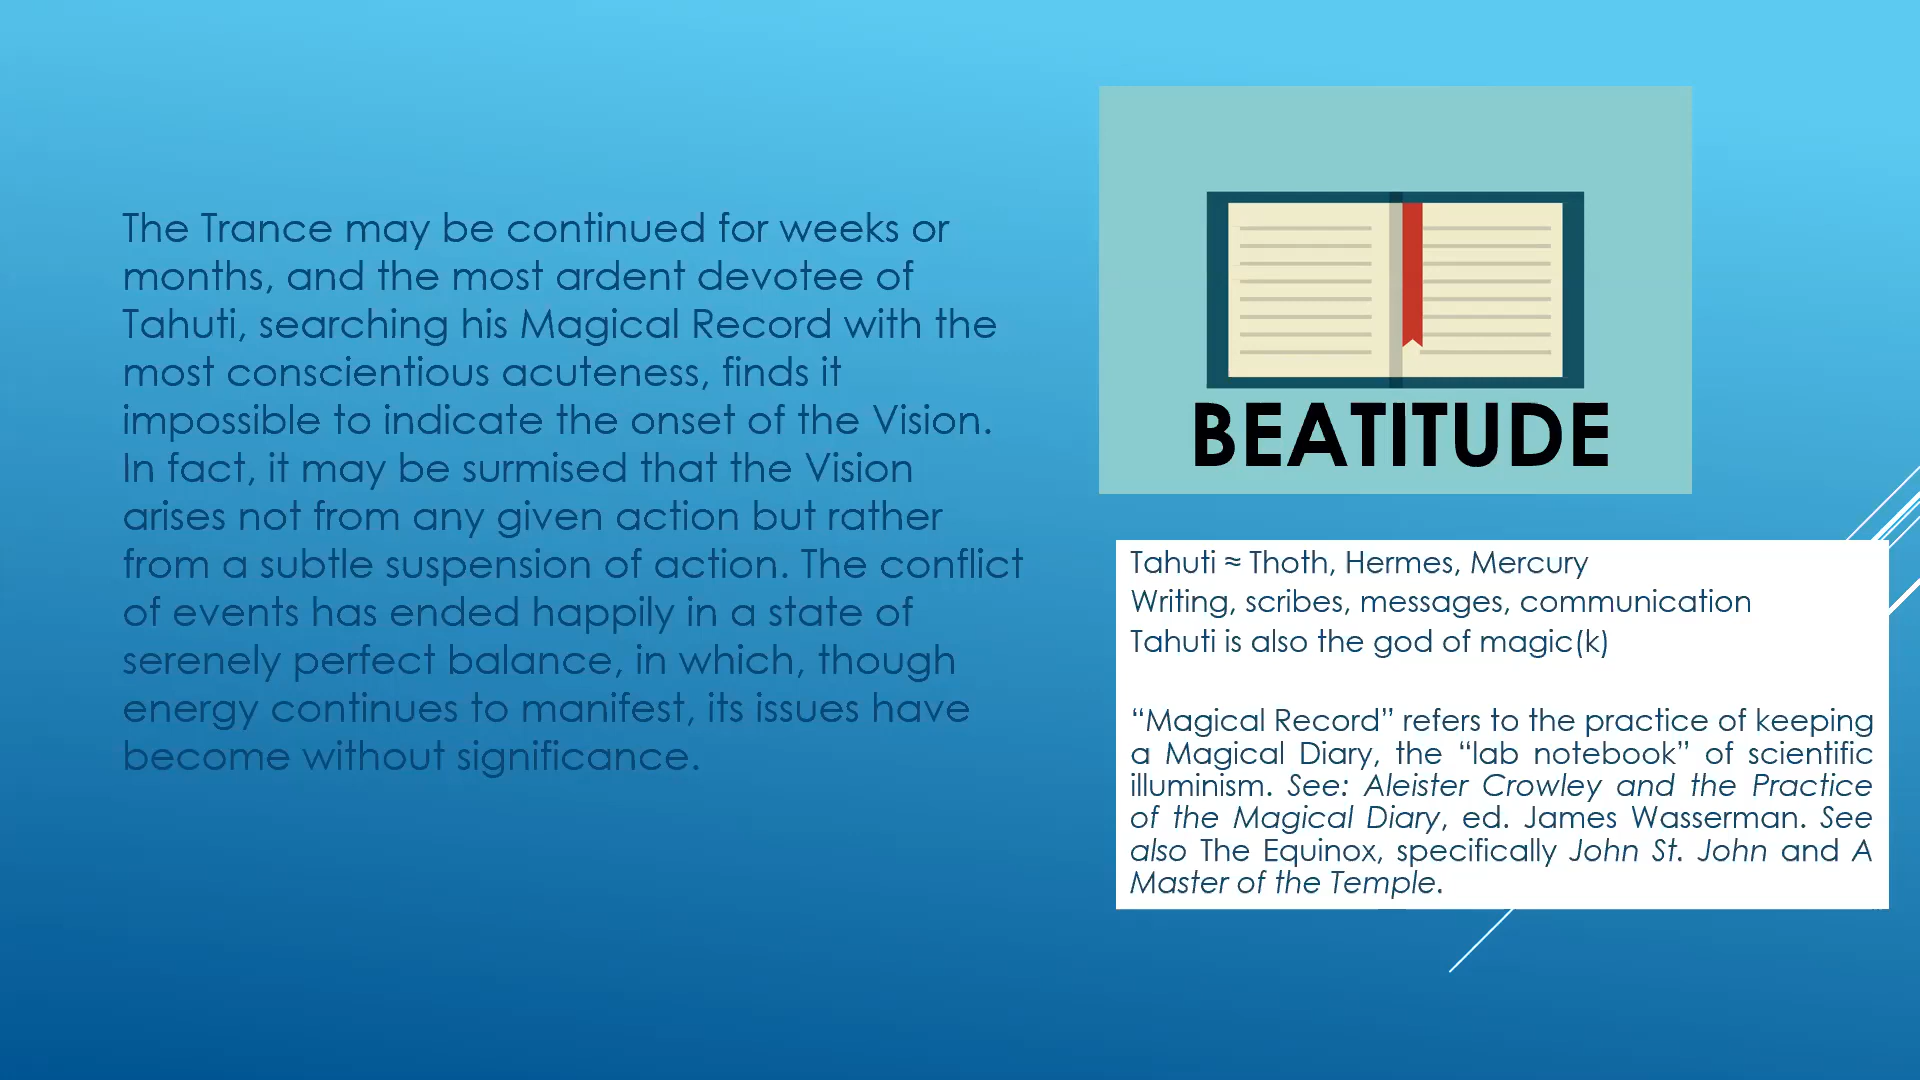 The Trance may be continued for weeks or
months, and the most ardent devotee of
Tahuti, searching his Magical Record with the
most conscientious acuteness, finds it
impossible to indicate the onset of the Vision.
In fact, it may be surmised that the Vision
arises not from any given action but rather
from a subtle suspension of action. The conflict
of events has ended happily in a state of
serenely perfect balance, in which, though
energy continues to manifest, its issues have
become without significance.
BEATITUDE
Tahuti ≈ Thoth, Hermes, Mercury
Writing, scribes, messages, communication
Tahuti is also the god of magic(k)
“Magical Record” refers to the practice of keeping
a Magical Diary, the “lab notebook” of scientific
illuminism. See: Aleister Crowley and the Practice
of the Magical Diary, ed. James Wasserman. See
also The Equinox, specifically John St. John and A
Master of the Temple.